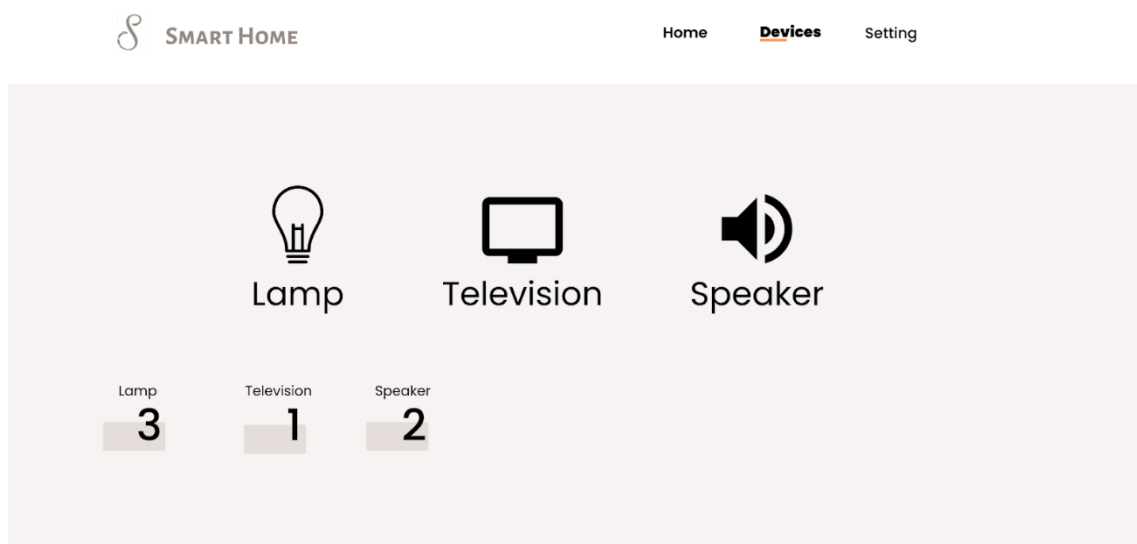 S SMART HOME
Home Devices Setting
Lamp Television Speaker
Lamp Television Speaker
3 1 2